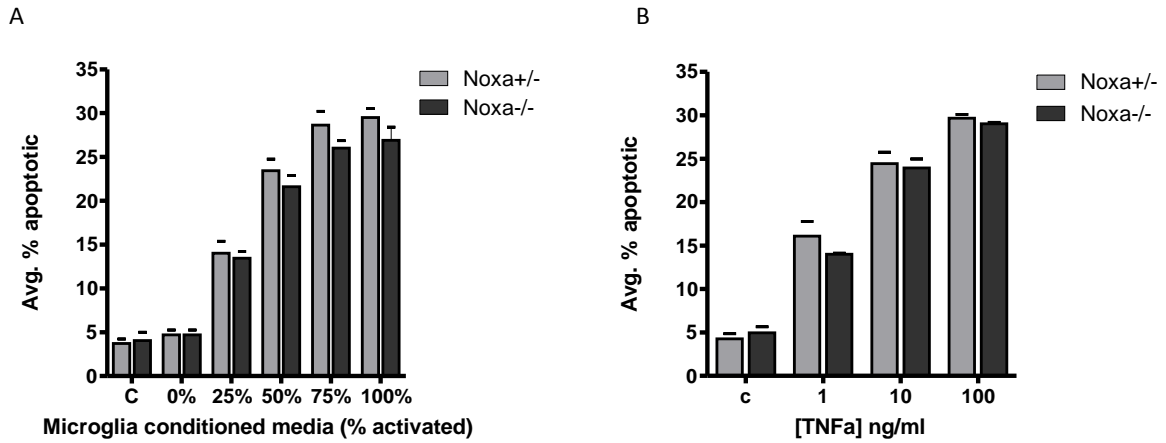 A
Avg. % apoptotic
35
30
25
20
15
10
5
0
C 0% 25% 50% 75% 100%
Microglia conditioned media (% activated)
Noxa+/-
Noxa-/-
B
Avg. % apoptotic
35
30
25
20
15
10
5
0
c 1 10 100
[TNFa] ng/ml
Noxa+/-
Noxa-/-